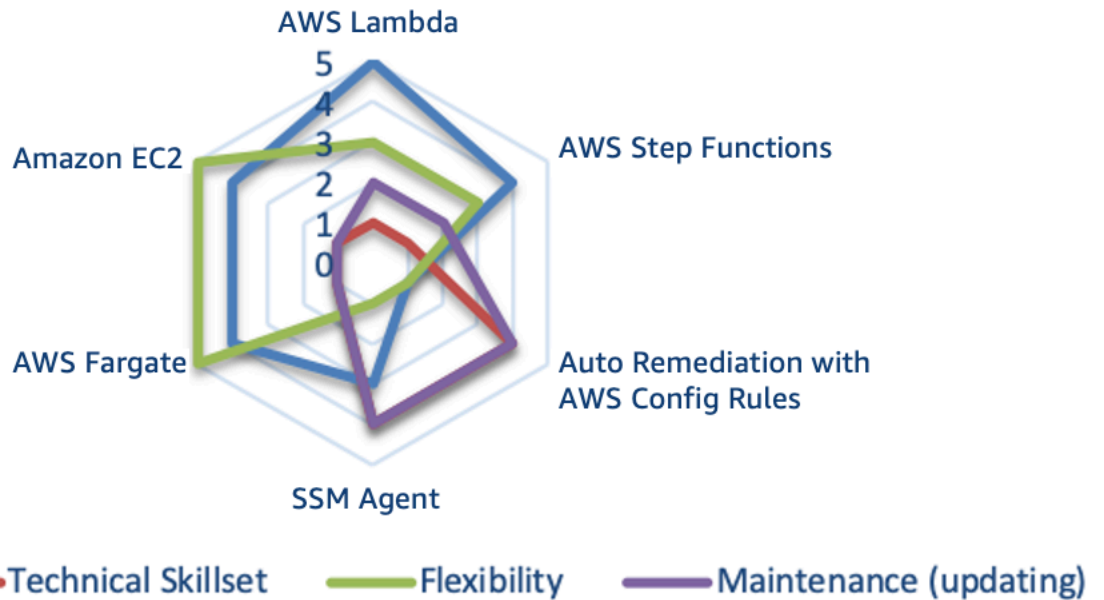 AWS Lambda
5
4
3
2
1
0
AWS Step Functions
Amazon EC2
AWS Fargate
Auto Remediation with
AWS Config Rules
SSM Agent
Technical Skillset Flexibility Maintenance (updating)